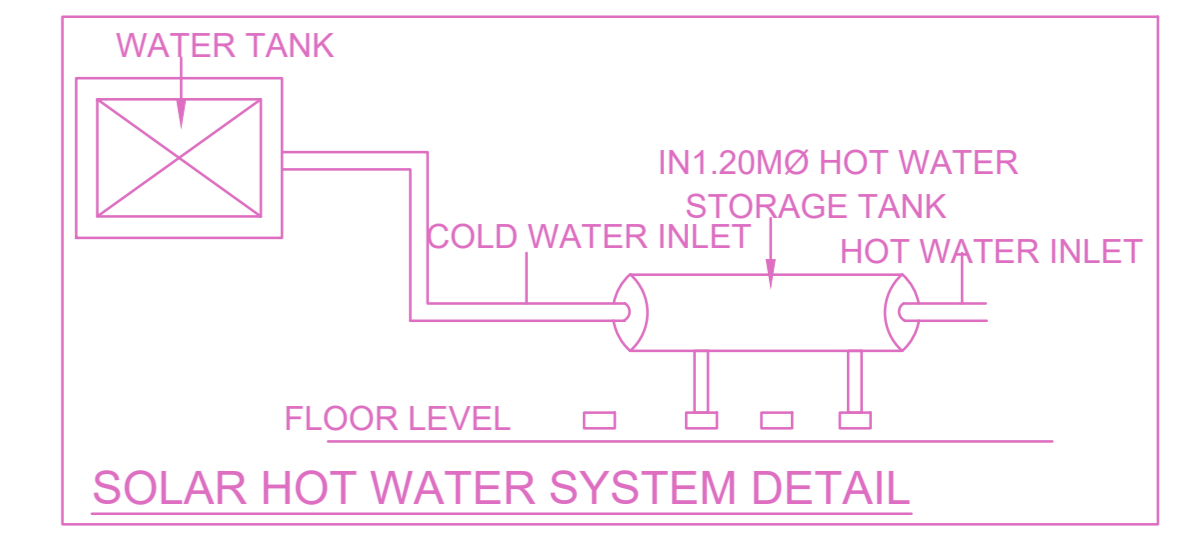 WATER TANK
IN1.20MØ HOT WATER
STORAGE TANK
COLD WATER INLET
HOT WATER INLET
FLOOR LEVEL
SOLAR HOT WATER SYSTEM DETAIL